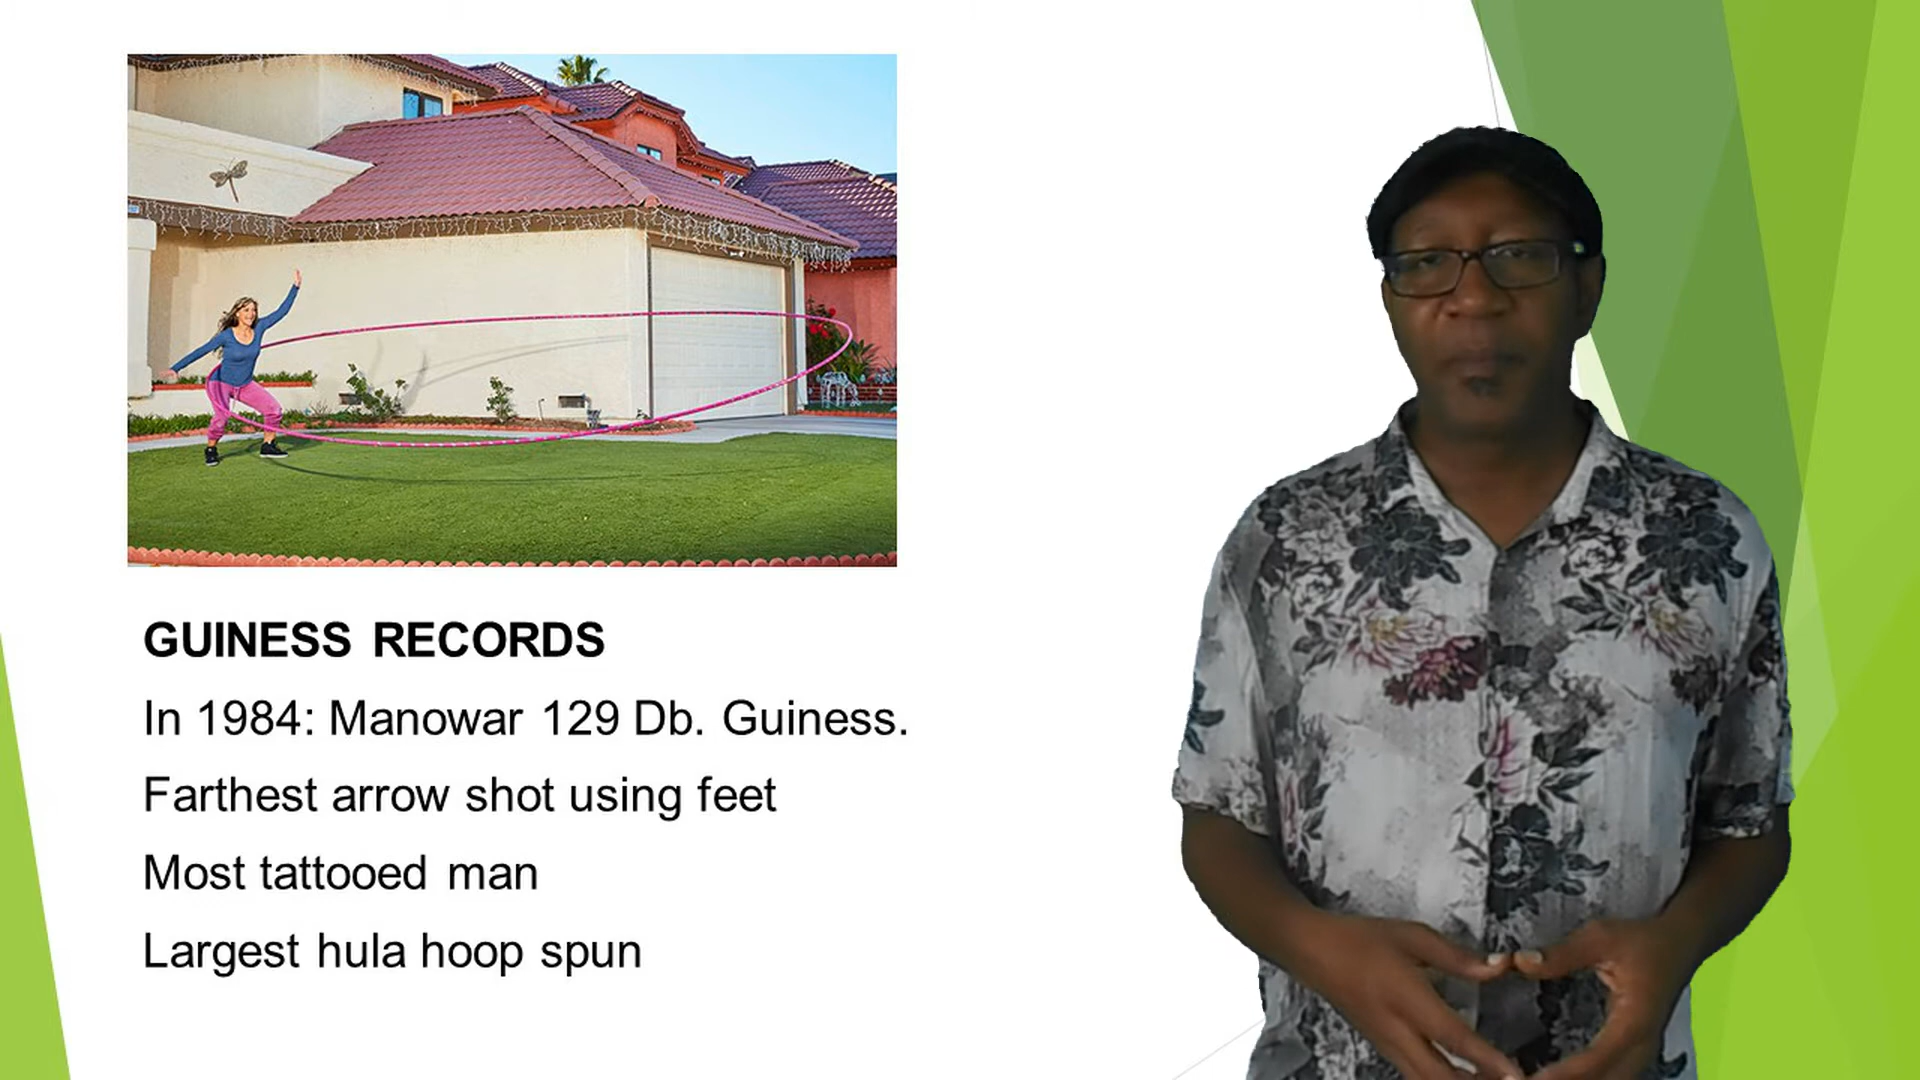 GUINESS RECORDS
In 1984: Manowar 129 Db. Guiness.
Farthest arrow shot using feet
Most tattooed man
Largest hula hoop spun